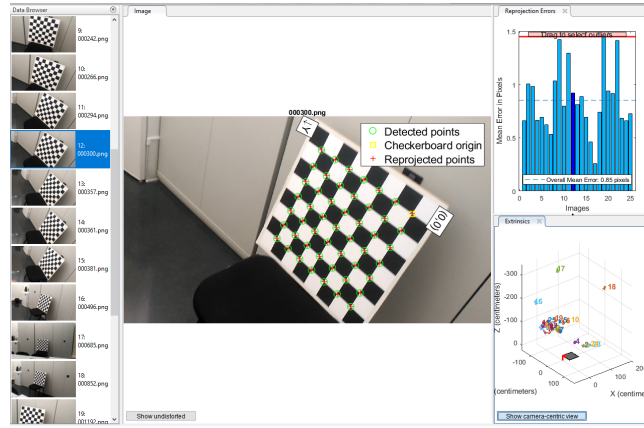 Data Browser
9:
000242.png
10:
000266.png
11:
000294.png
12:
000300.png
13:
000357.png
14:
000361.png
15:
000381.png
16:
000496.png
17:
000685.png
18:
000852.png
19:
001192.png
Image
000300.png
↑Y
Detected points
Checkerboard origin
Reprojected points
(0,0)
Show undistorted
Reprojection Errors
Drag to select outliers
Mean Error in Pixels
1.5
1
0.5
0
Overall Mean Error: 0.85 pixels
0 5 10 15 20 25
Images
Extrinsics
Z (centimeters)
-300
-200
-100
0
17
18
16
10
4
-100
0
100
0
100
200
(centimeters)
X (centime
Show camera-centric view